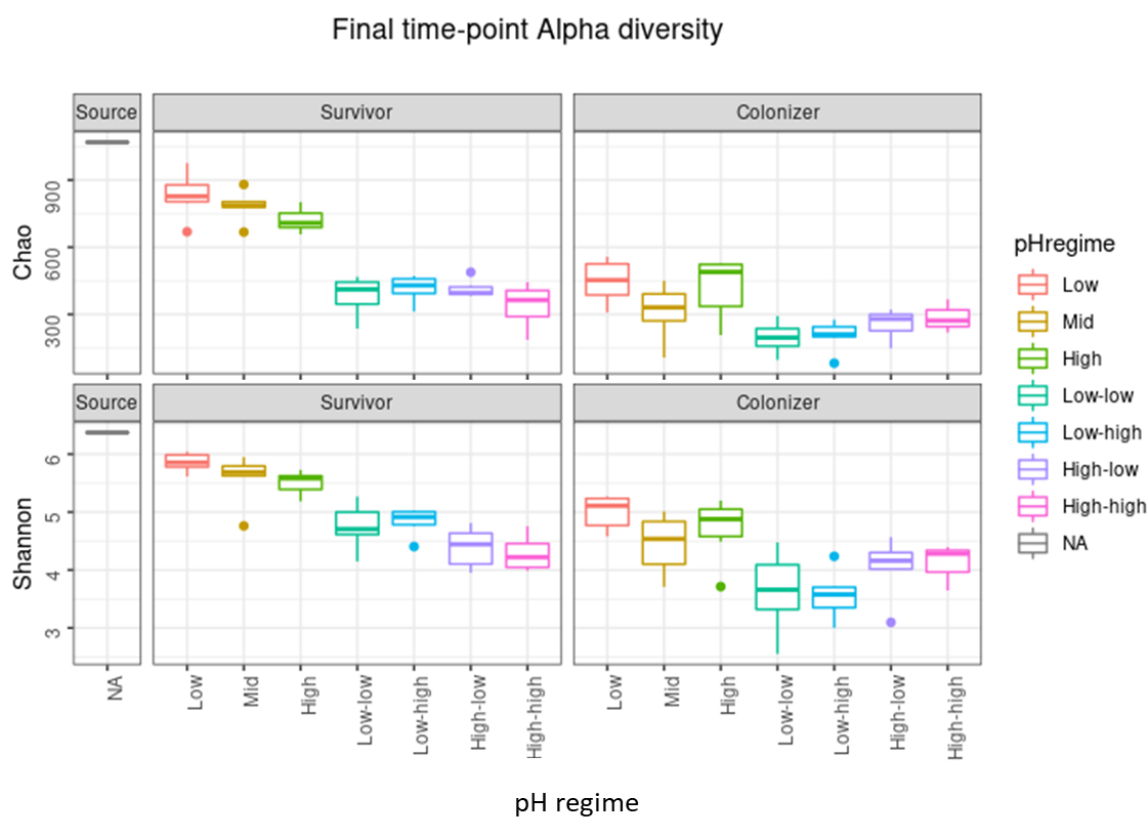 Final time-point Alpha diversity
Source Survivor Colonizer
Chao
900
600
300
Source Survivor Colonizer
Shannon
6
5
4
3
NA Low Mid High Low-low Low-high High-low High-high Low Mid High Low-low Low-high High-low High-high
pH regime
pHregime
Low
Mid
High
Low-low
Low-high
High-low
High-high
NA